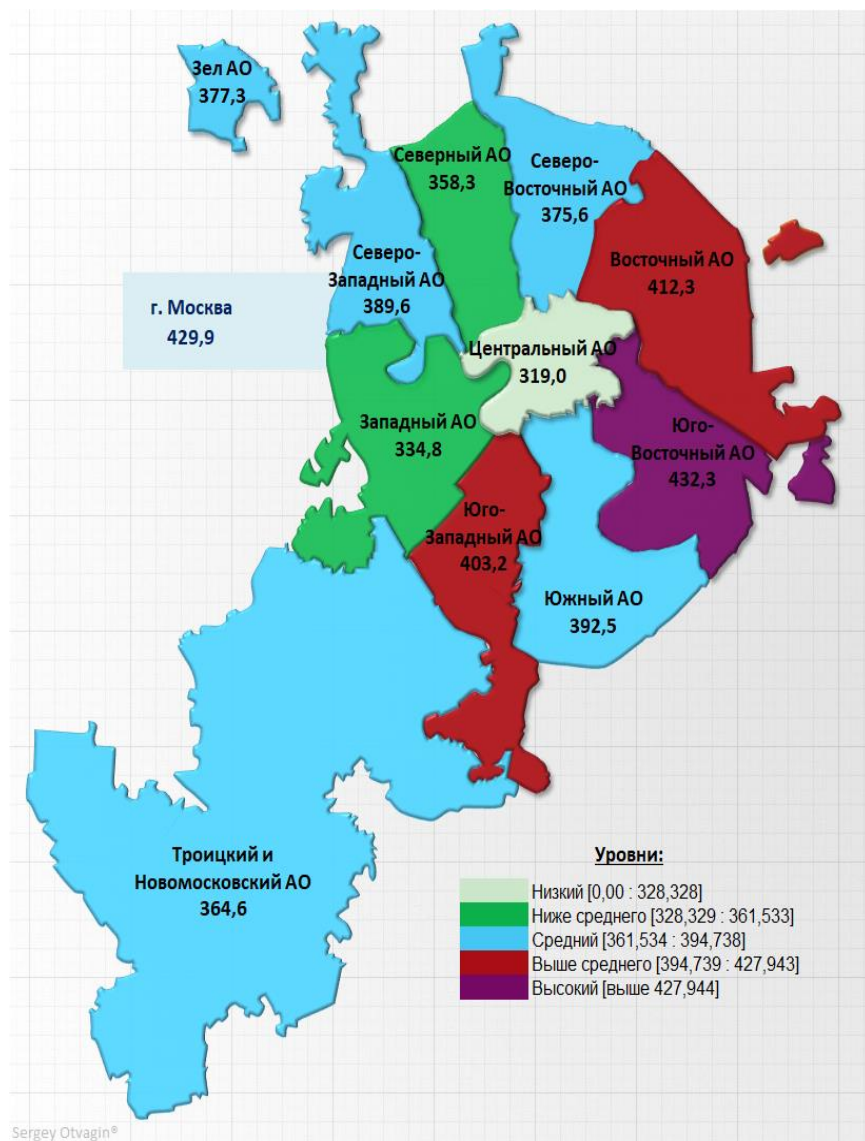 Зел АО
377,3
Северный АО
358,3
Северо-
Восточный АО
375,6
Северо-
Западный АО
389,6
Восточный АО
412,3
г. Москва
429,9
Центральный АО
319,0
Западный АО
334,8
Юго-
Восточный АО
432,3
Юго-
Западный АО
403,2
Южный АО
392,5
Троицкий и
Новомосковский АО
364,6
Уровни:
Низкий [0,00 : 328,328]
Ниже среднего [328,329 : 361,533]
Средний [361,534 : 394,738]
Выше среднего [394,739 : 427,943]
Высокий [выше 427,944]
Sergey Otvagin®